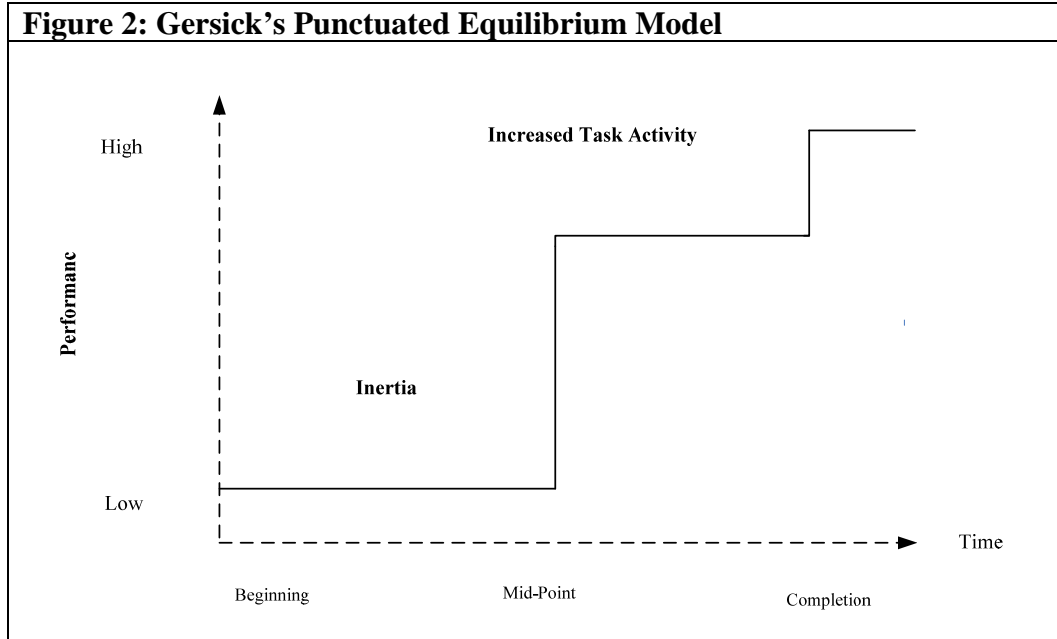 Figure 2: Gersick’s Punctuated Equilibrium Model
Increased Task Activity
High
Performanc
Inertia
Low
Time
Beginning
Mid-Point
Completion